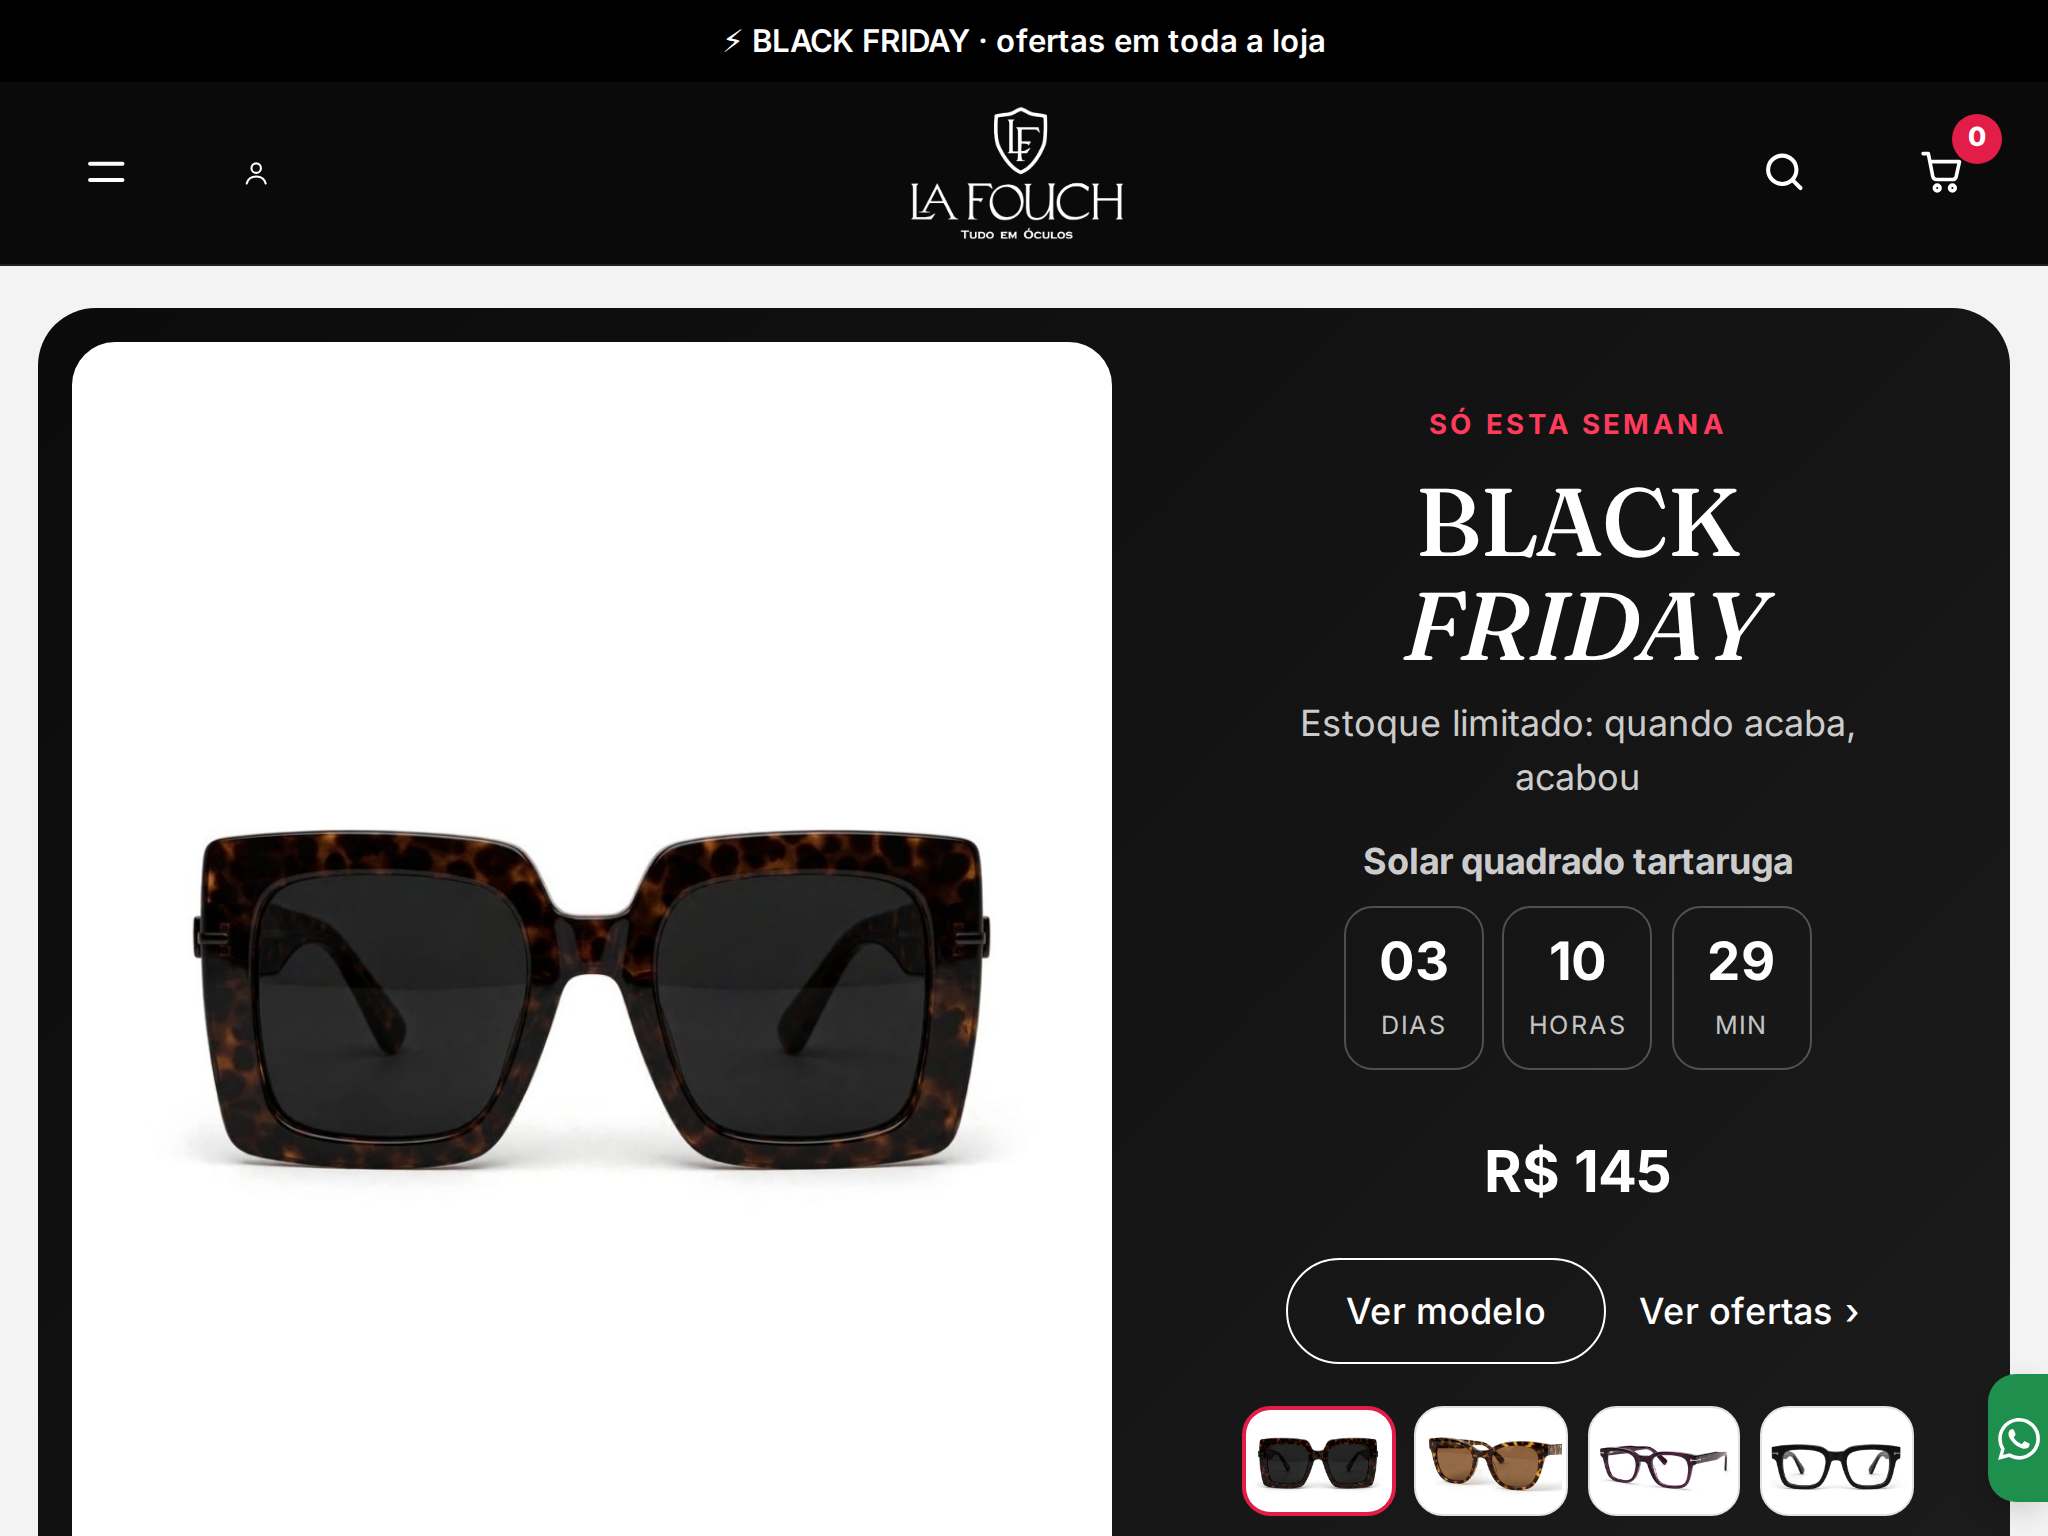 ⚡ BLACK FRIDAY · ofertas em toda a loja
LF
LA FOUCH
TUDO EM ÓCULOS
0
SÓ ESTA SEMANA
BLACK
FRIDAY
Estoque limitado: quando acaba,
acabou
Solar quadrado tartaruga
03 10 29
DIAS HORAS MIN
R$ 145
Ver modelo Ver ofertas ›